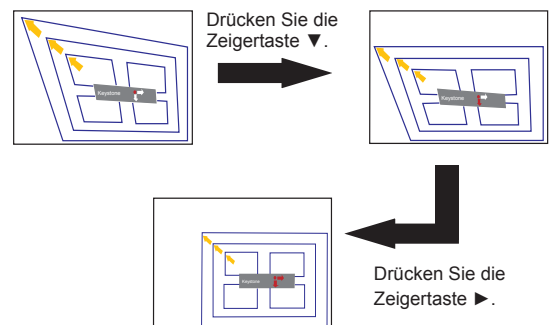 Drücken Sie die
Zeigertaste ▼.
Keystone
Keystone
Drücken Sie die
Zeigertaste ►.
Keystone